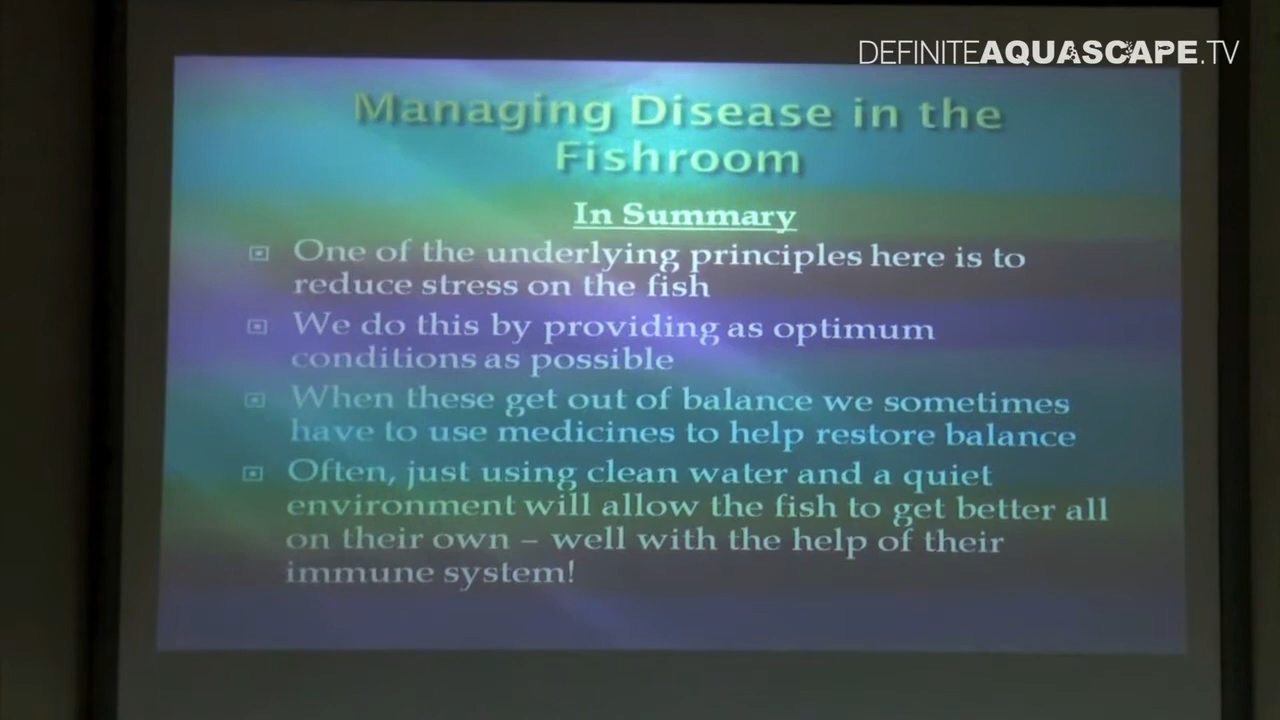 DEFINITEAQUASCAPE.TV
Managing Disease in the
Fishroom
In Summary
One of the underlying principles here is to
reduce stress on the fish
We do this by providing as optimum
conditions as possible
When these get out of balance we sometimes
have to use medicines to help restore balance
Often, just using clean water and a quiet
environment will allow the fish to get better all
on their own – well with the help of their
immune system!